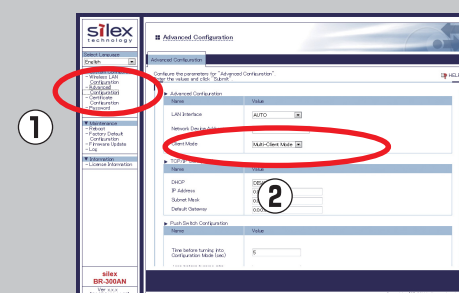 silex
technology
Select Language
English
- Wireless LAN
Configuration
- Advanced
Configuration
- Certificate
Configuration
- Password
▼ Maintenance
- Reboot
- Factory Default
Configuration
- Firmware Update
- Log
▼ Information
- License Information
silex
BR-300AN
Ver x.x.x
1
Advanced Configuration
Advanced Configuration
Configure the parameters for "Advanced Configuration".
Enter the values and click "Submit".
HELP
► Advanced Configuration
Name Value
LAN Interface AUTO
Network Device
Client Mode Multi-Client Mode
► TCP/IP
Name Value
DHCP
IP Address
Subnet Mask
Default Gateway
2
► Push Switch Configuration
Name Value
Time before turning into
Configuration Mode (sec) 5